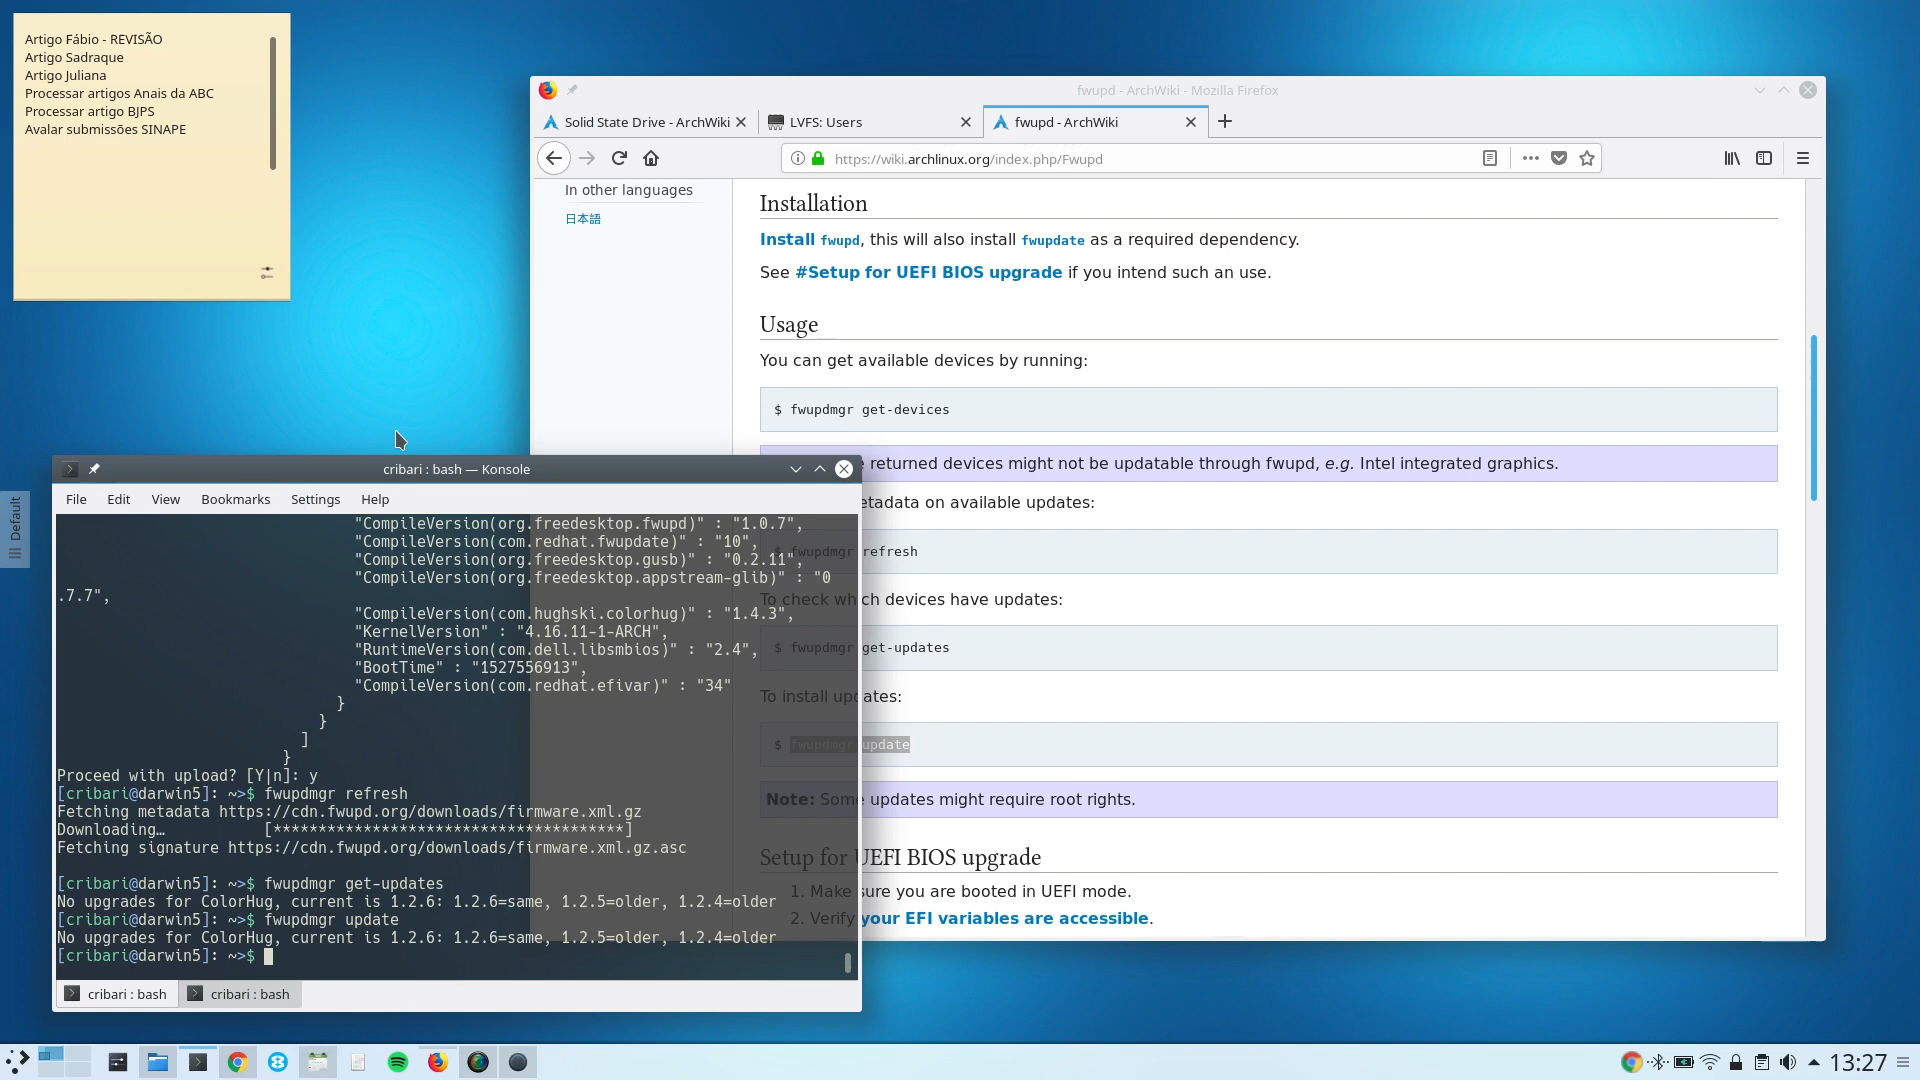 Artigo Fábio - REVISÃO
Artigo Sadraque
Artigo Juliana
Processar artigos Anais da ABC
Processar artigo BJPS
Avalar submissões SINAPE
Default
fwupd - ArchWiki - Mozilla Firefox
Solid State Drive - ArchWiki
LVFS: Users
fwupd - ArchWiki
https://wiki.archlinux.org/index.php/Fwupd
In other languages
日本語
Installation
Install fwupd, this will also install fwupdate as a required dependency.
See #Setup for UEFI BIOS upgrade if you intend such an use.
Usage
You can get available devices by running:
$ fwupdmgr get-devices
returned devices might not be updatable through fwupd, e.g. Intel integrated graphics.
etadata on available updates:
fwupdmgr refresh
To check which devices have updates:
$ fwupdmgr get-updates
To install updates:
$ fwupdmgr update
Note: Some updates might require root rights.
Setup for UEFI BIOS upgrade
1. Make sure you are booted in UEFI mode.
2. Verify your EFI variables are accessible.
cribari : bash — Konsole
File Edit View Bookmarks Settings Help
"CompileVersion(org.freedesktop.fwupd)" : "1.0.7",
"CompileVersion(com.redhat.fwupdate)" : "10",
"CompileVersion(org.freedesktop.gusb)" : "0.2.11",
"CompileVersion(org.freedesktop.appstream-glib)" : "0
.7.7",
"CompileVersion(com.hughski.colorhug)" : "1.4.3",
"KernelVersion" : "4.16.11-1-ARCH",
"RuntimeVersion(com.dell.libsmbios)" : "2.4",
"BootTime" : "1527556913",
"CompileVersion(com.redhat.efivar)" : "34"
}
}
]
}
Proceed with upload? [Y|n]: y
[cribari@darwin5]: ~>$ fwupdmgr refresh
Fetching metadata https://cdn.fwupd.org/downloads/firmware.xml.gz
Downloading… [***************************************]
Fetching signature https://cdn.fwupd.org/downloads/firmware.xml.gz.asc
[cribari@darwin5]: ~>$ fwupdmgr get-updates
No upgrades for ColorHug, current is 1.2.6: 1.2.6=same, 1.2.5=older, 1.2.4=older
[cribari@darwin5]: ~>$ fwupdmgr update
No upgrades for ColorHug, current is 1.2.6: 1.2.6=same, 1.2.5=older, 1.2.4=older
[cribari@darwin5]: ~>$
cribari : bash
cribari : bash
13:27